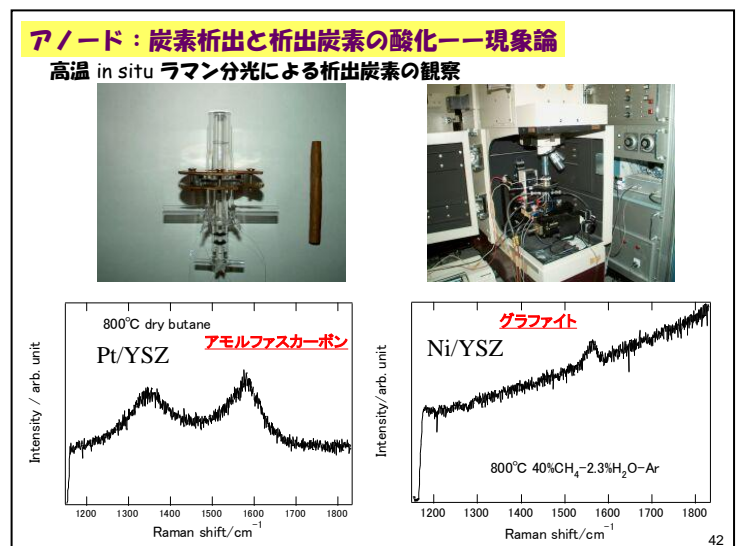 アノード：炭素析出と析出炭素の酸化ーー現象論
高温 in situ ラマン分光による析出炭素の観察
800°C dry butane
アモルファスカーボン
Pt/YSZ
Intensity / arb. unit
1200 1300 1400 1500 1600 1700 1800
Raman shift/cm⁻¹
グラファイト
Ni/YSZ
Intensity/arb. unit
800°C 40%CH₄-2.3%H₂O-Ar
1200 1300 1400 1500 1600 1700 1800
Raman shift/cm⁻¹
42